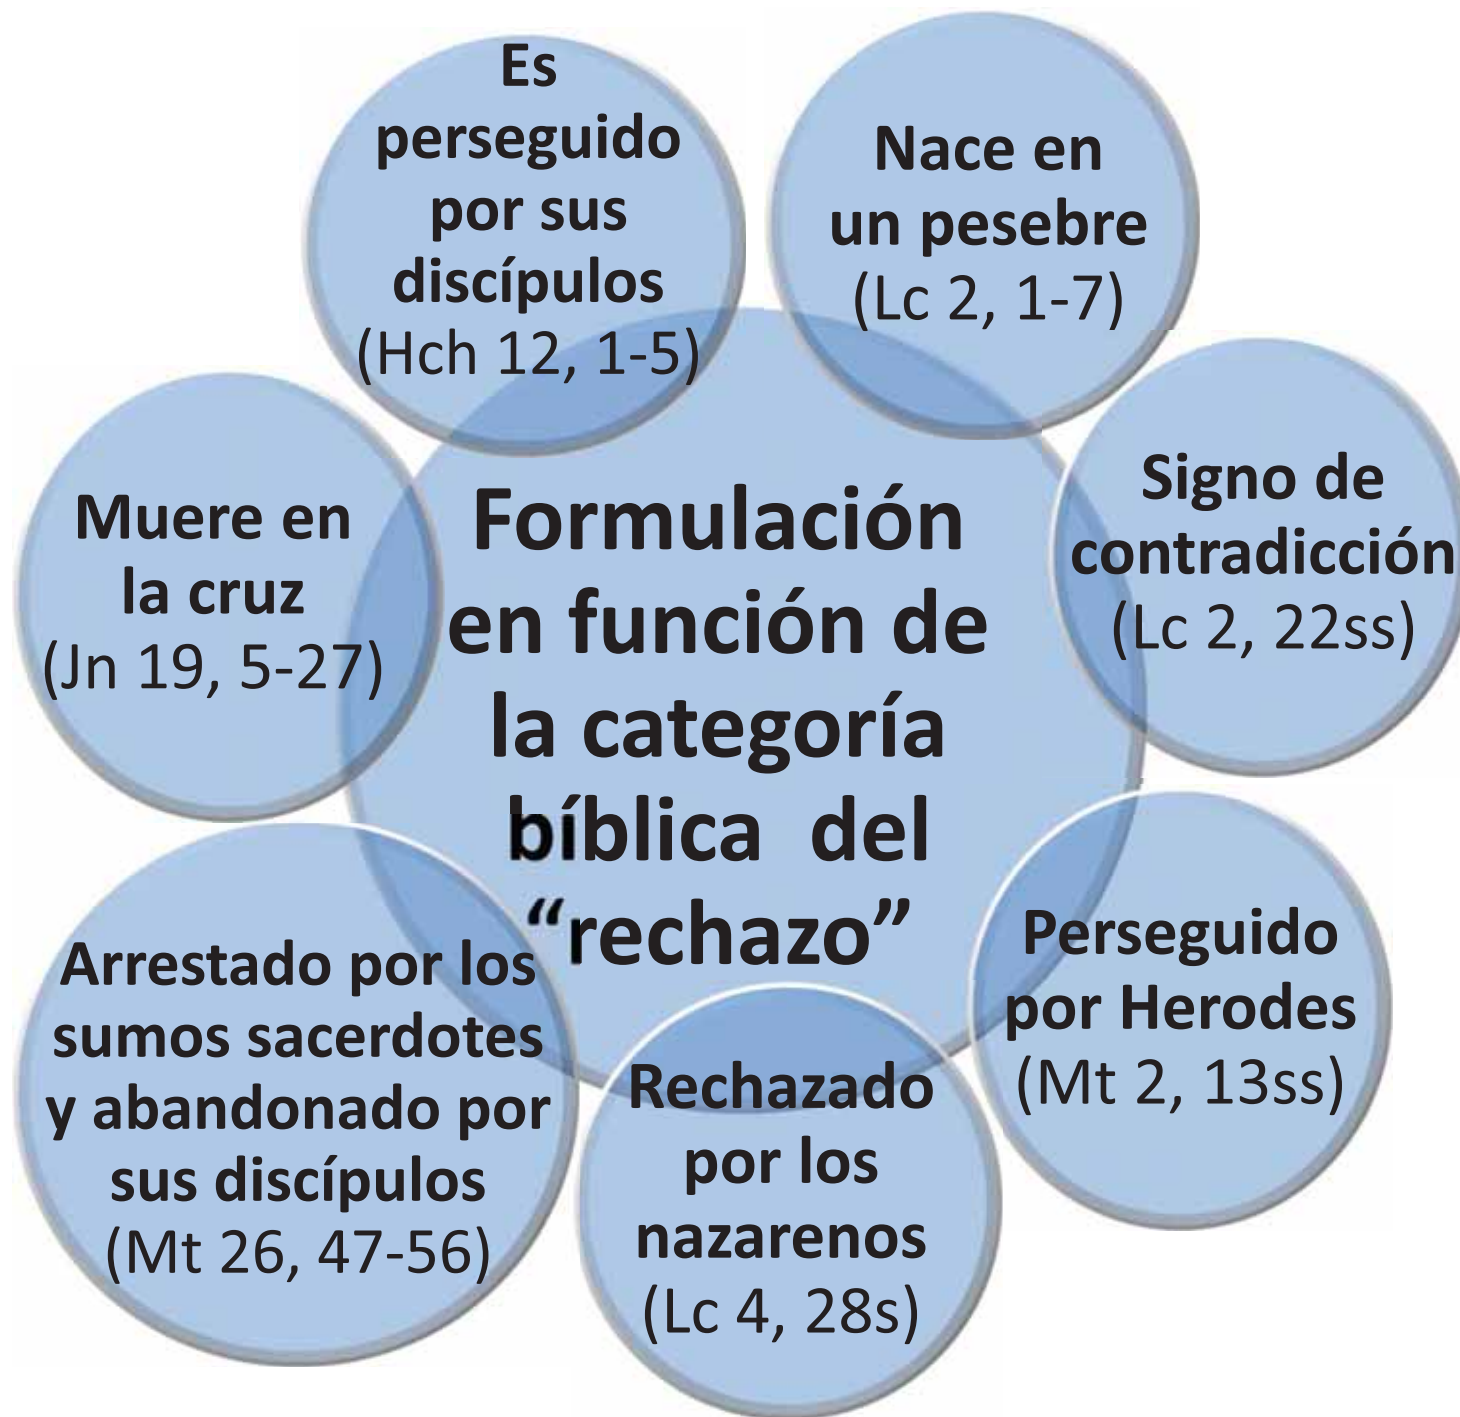 Formulación
en función de
la categoría
bíblica del
“rechazo”
Nace en
un pesebre
(Lc 2, 1-7)
Signo de
contradicción
(Lc 2, 22ss)
Perseguido
por Herodes
(Mt 2, 13ss)
Rechazado
por los
nazarenos
(Lc 4, 28s)
Arrestado por los
sumos sacerdotes
y abandonado por
sus discípulos
(Mt 26, 47-56)
Muere en
la cruz
(Jn 19, 5-27)
Es
perseguido
por sus
discípulos
(Hch 12, 1-5)